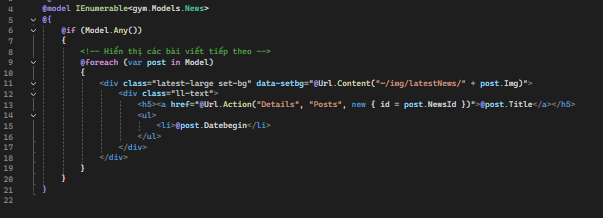 4 @model IEnumerable<gym.Models.News>
5 @{
6 @if (Model.Any())
7 {
8 <!-- Hiển thị các bài viết tiếp theo -->
9 @foreach (var post in Model)
10 {
11 <div class="latest-large set-bg" data-setbg="@Url.Content("~/img/latestNews/" + post.Img)">
12 <div class="ll-text">
13 <h5><a href="@Url.Action("Details", "Posts", new { id = post.NewsId })">@post.Title</a></h5>
14 <ul>
15 <li>@post.Datebegin</li>
16 </ul>
17 </div>
18 </div>
19 }
20 }
21 }
22